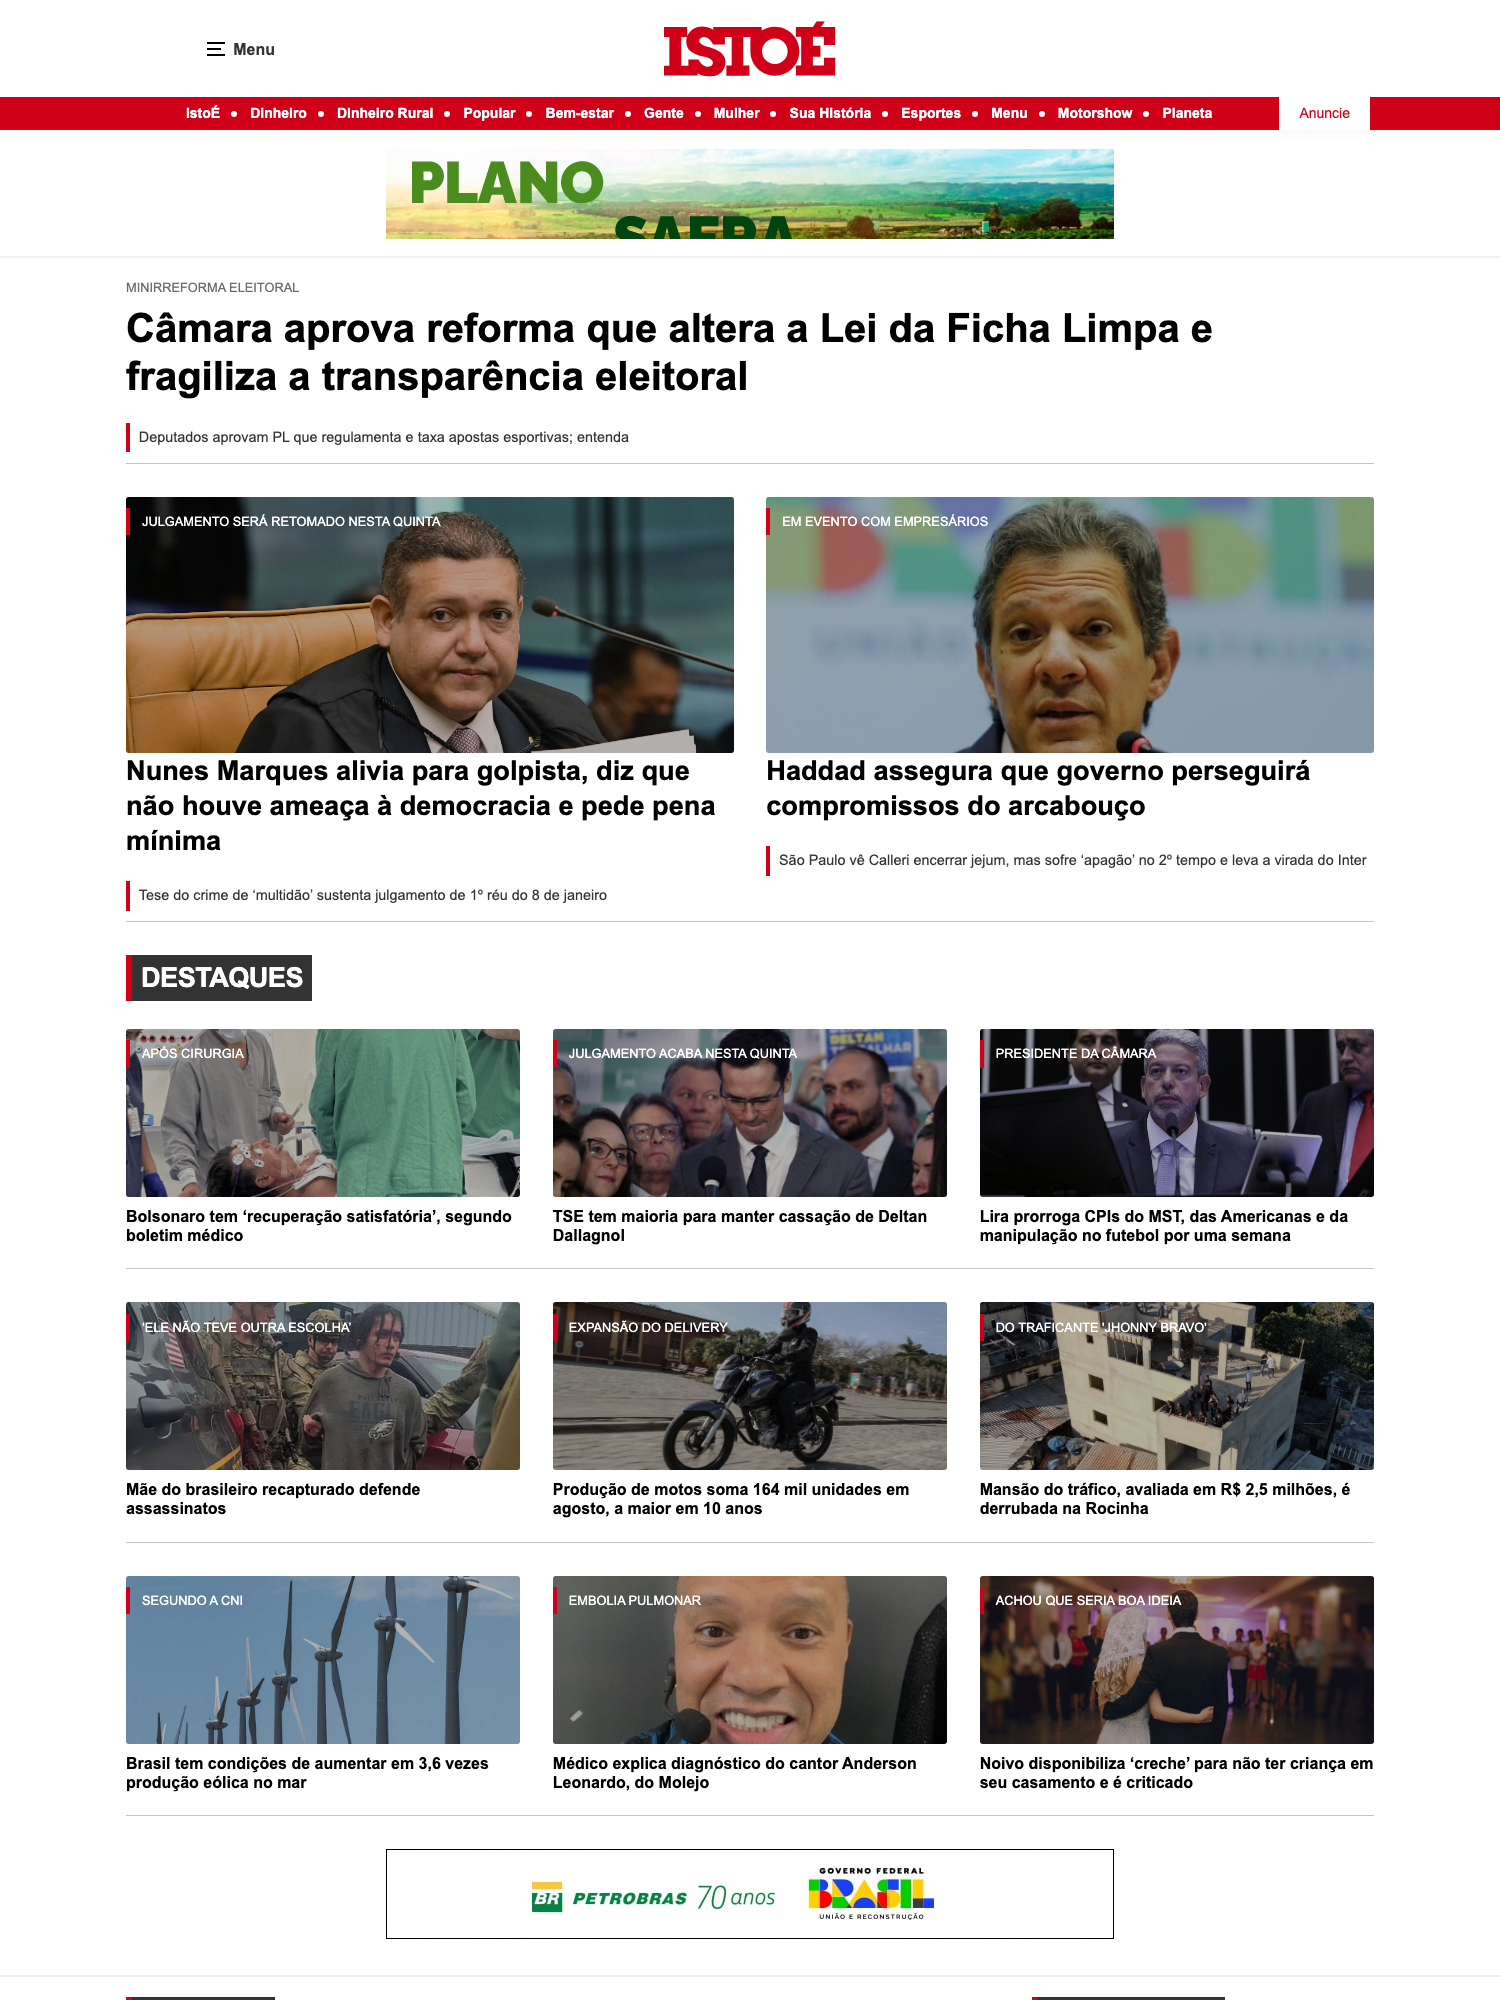 Menu
ISTOÉ
IstoÉ • Dinheiro • Dinheiro Rural • Popular • Bem-estar • Gente • Mulher • Sua História • Esportes • Menu • Motorshow • Planeta
Anuncie
PLANO
SAFRA
MINIRREFORMA ELEITORAL
Câmara aprova reforma que altera a Lei da Ficha Limpa e
fragiliza a transparência eleitoral
Deputados aprovam PL que regulamenta e taxa apostas esportivas; entenda
JULGAMENTO SERÁ RETOMADO NESTA QUINTA
Nunes Marques alivia para golpista, diz que
não houve ameaça à democracia e pede pena
mínima
Tese do crime de ‘multidão’ sustenta julgamento de 1º réu do 8 de janeiro
EM EVENTO COM EMPRESÁRIOS
Haddad assegura que governo perseguirá
compromissos do arcabouço
São Paulo vê Calleri encerrar jejum, mas sofre ‘apagão’ no 2º tempo e leva a virada do Inter
DESTAQUES
APÓS CIRURGIA
Bolsonaro tem ‘recuperação satisfatória’, segundo
boletim médico
JULGAMENTO ACABA NESTA QUINTA
DELTAN
TSE tem maioria para manter cassação de Deltan
Dallagnol
PRESIDENTE DA CÂMARA
Lira prorroga CPIs do MST, das Americanas e da
manipulação no futebol por uma semana
'ELE NÃO TEVE OUTRA ESCOLHA'
Mãe do brasileiro recapturado defende
assassinatos
EXPANSÃO DO DELIVERY
Produção de motos soma 164 mil unidades em
agosto, a maior em 10 anos
DO TRAFICANTE 'JHONNY BRAVO'
Mansão do tráfico, avaliada em R$ 2,5 milhões, é
derrubada na Rocinha
SEGUNDO A CNI
Brasil tem condições de aumentar em 3,6 vezes
produção eólica no mar
EMBOLIA PULMONAR
Médico explica diagnóstico do cantor Anderson
Leonardo, do Molejo
ACHOU QUE SERIA BOA IDEIA
Noivo disponibiliza ‘creche’ para não ter criança em
seu casamento e é criticado
BR PETROBRAS 70 anos
GOVERNO FEDERAL
BRASIL
UNIÃO E RECONSTRUÇÃO